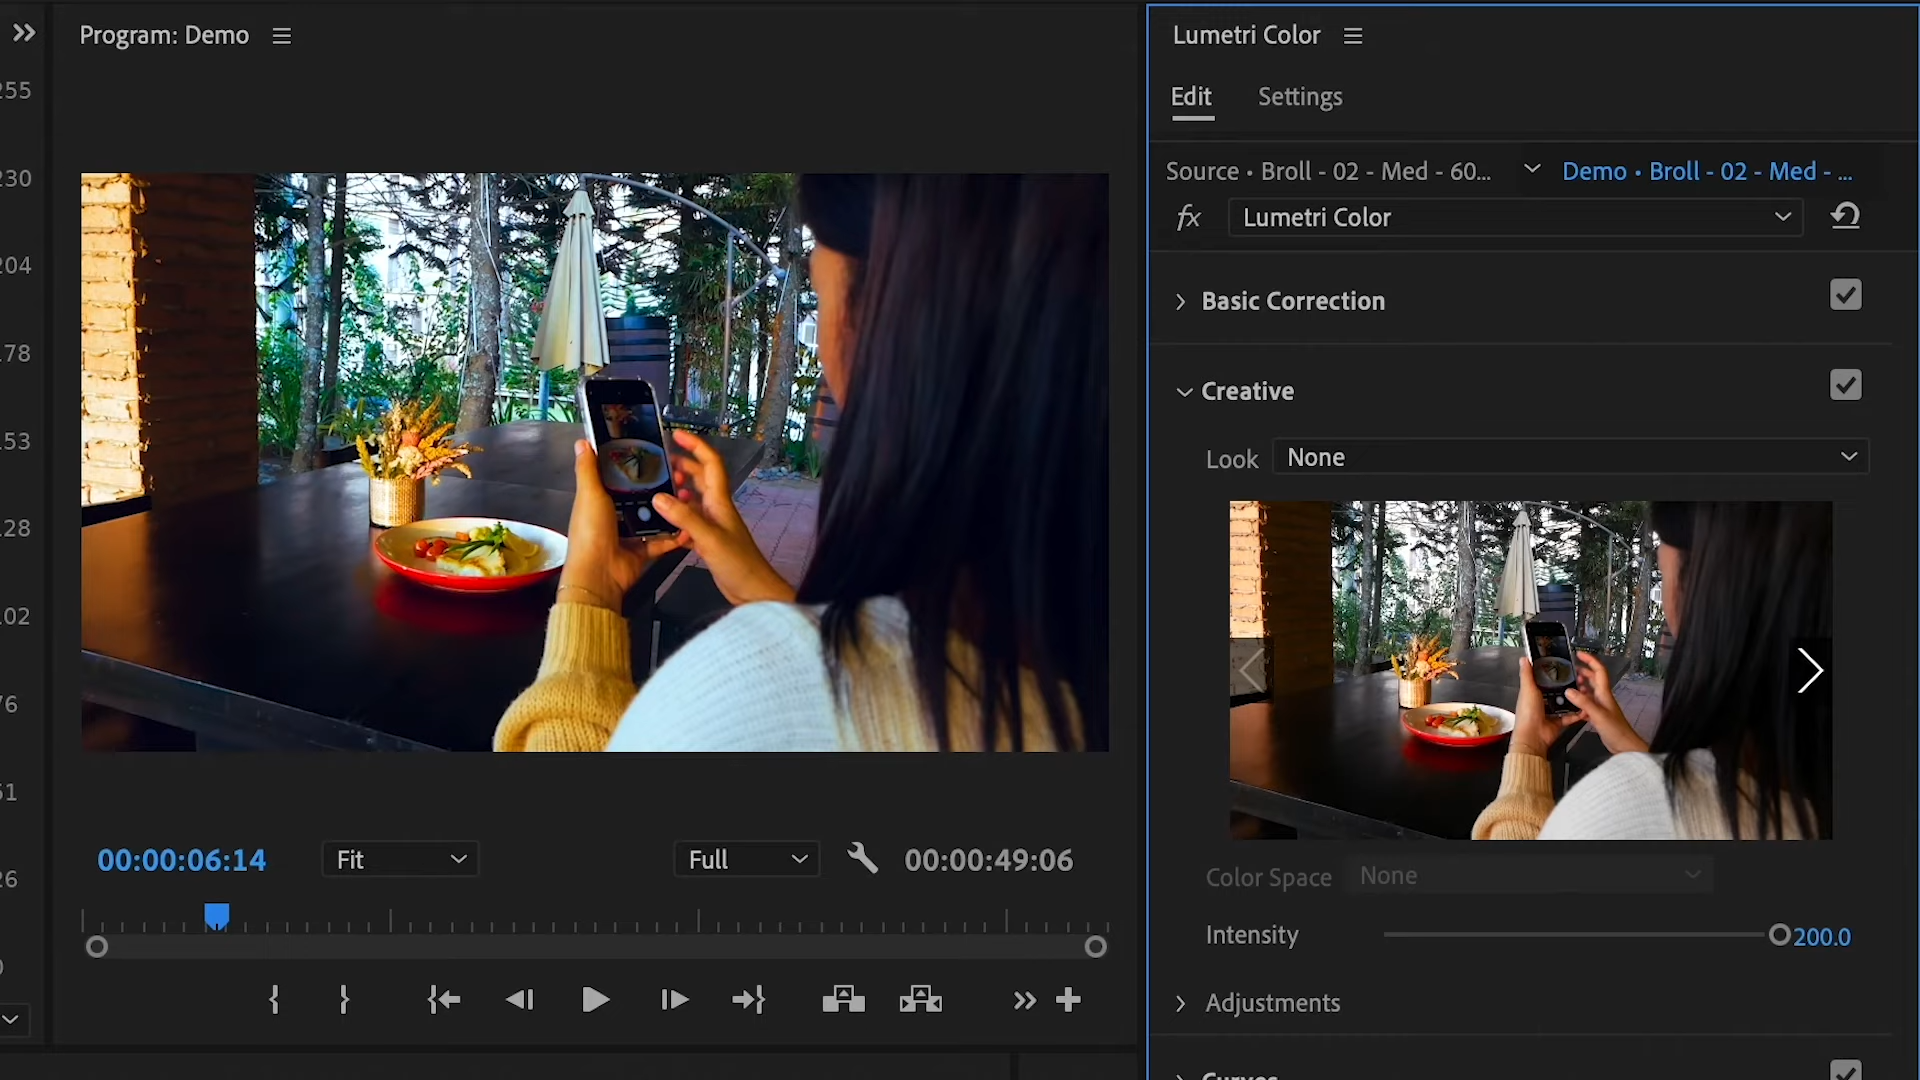 Program: Demo
Lumetri Color
Edit
Settings
Source • Broll - 02 - Med - 60...
Demo • Broll - 02 - Med - ...
fx
Lumetri Color
Basic Correction
Creative
Look
None
Color Space
None
Intensity
200.0
Adjustments
Curves
255
230
204
178
153
128
102
76
51
26
0
00:00:06:14
Fit
Full
00:00:49:06